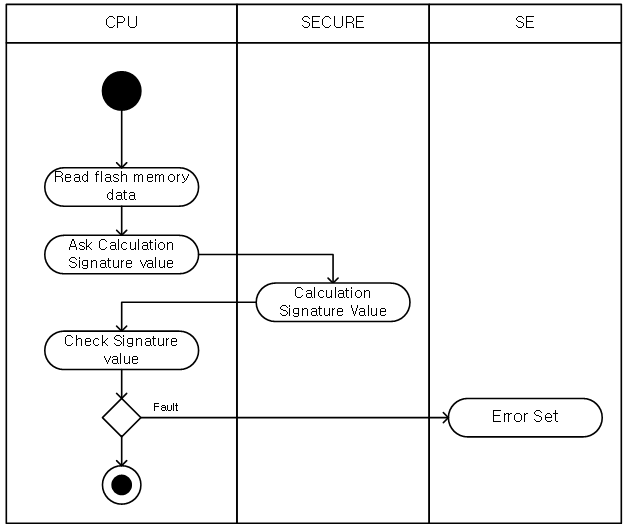 CPU
SECURE
SE
Read flash memory
data
Ask Calculation
Signature value
Calculation
Signature Value
Check Signature
value
Fault
Error Set